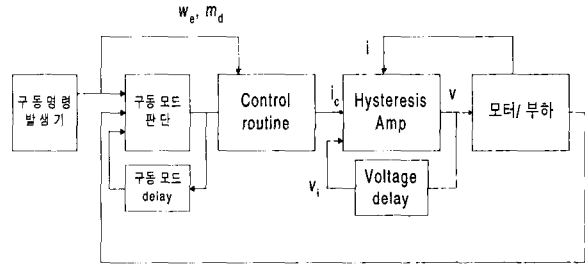 w_e, m_d
i
구동명령
발생기
구동 모드
판단
Control
routine
i_c
Hysteresis
Amp
v
모터/ 부하
구동 모드
delay
v_i
Voltage
delay